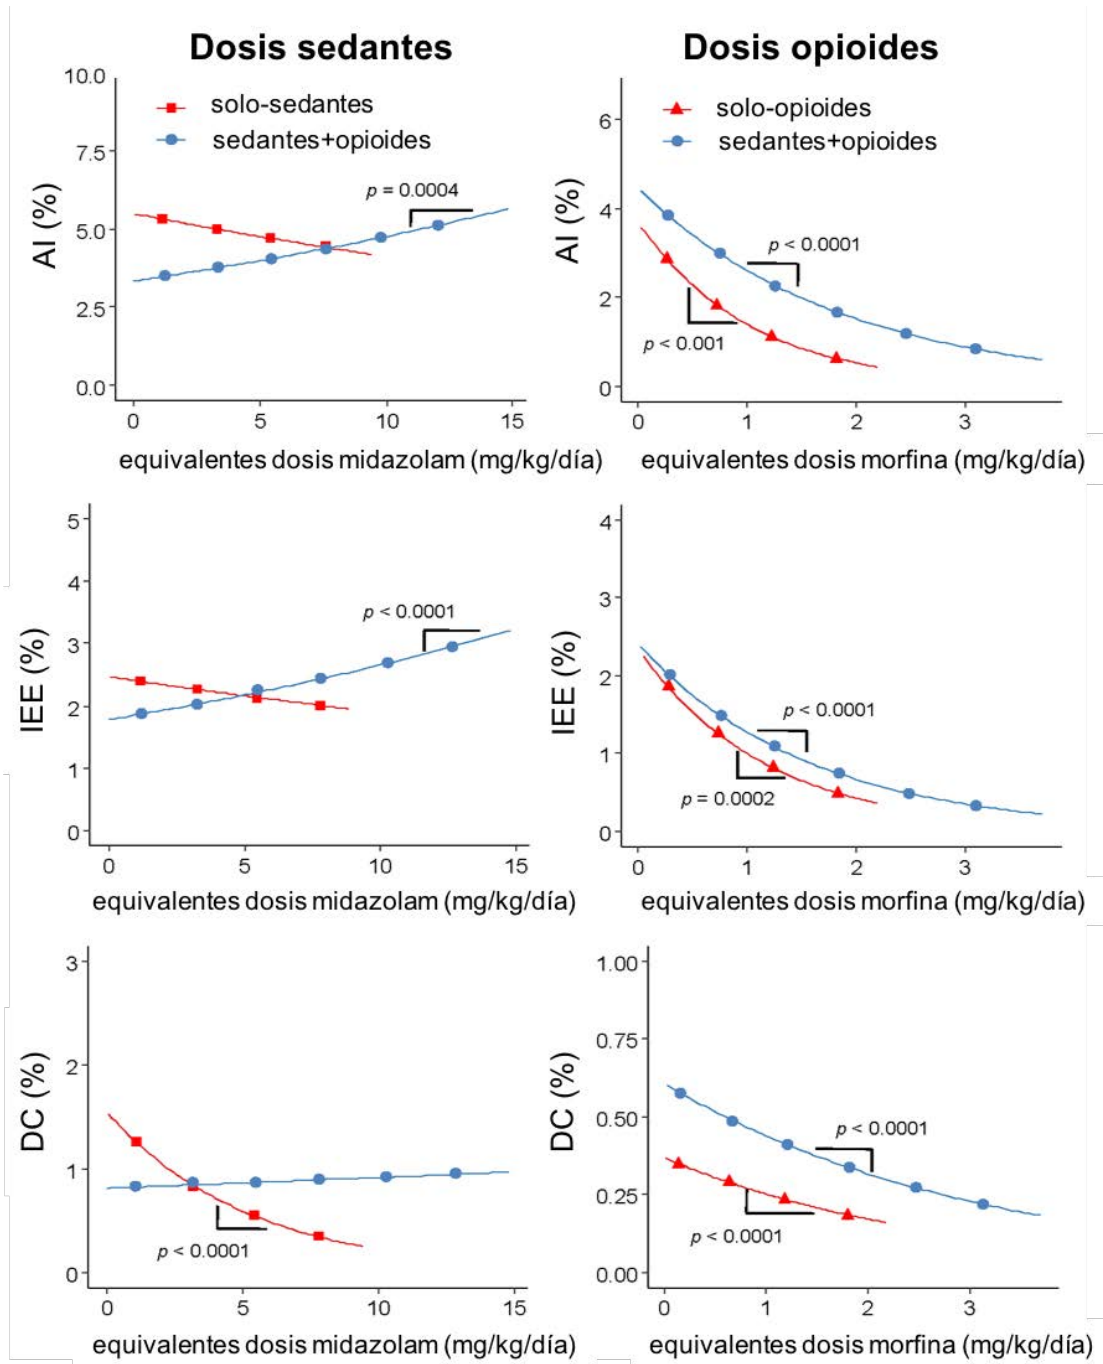 Dosis sedantes
10.0
solo-sedantes
sedantes+opioides
7.5
p = 0.0004
5.0
AI (%)
2.5
0.0
0 5 10 15
equivalentes dosis midazolam (mg/kg/día)
Dosis opioides
solo-opioides
6
sedantes+opioides
4
AI (%)
p < 0.0001
2
p < 0.001
0
0 1 2 3
equivalentes dosis morfina (mg/kg/día)
5
4
p < 0.0001
3
IEE (%)
2
1
0
0 5 10 15
equivalentes dosis midazolam (mg/kg/día)
4
3
IEE (%)
2
p < 0.0001
1
p = 0.0002
0
0 1 2 3
equivalentes dosis morfina (mg/kg/día)
3
2
DC (%)
1
p < 0.0001
0
0 5 10 15
equivalentes dosis midazolam (mg/kg/día)
1.00
0.75
DC (%)
0.50
p < 0.0001
0.25
p < 0.0001
0.00
0 1 2 3
equivalentes dosis morfina (mg/kg/día)